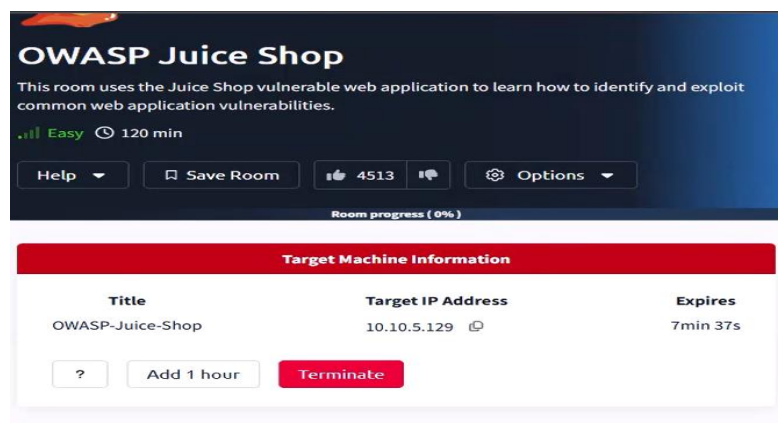 OWASP Juice Shop
This room uses the Juice Shop vulnerable web application to learn how to identify and exploit
common web application vulnerabilities.
Easy 120 min
Help Save Room 4513 Options
Room progress ( 0% )
Target Machine Information
Title Target IP Address Expires
OWASP-Juice-Shop 10.10.5.129 7min 37s
? Add 1 hour Terminate